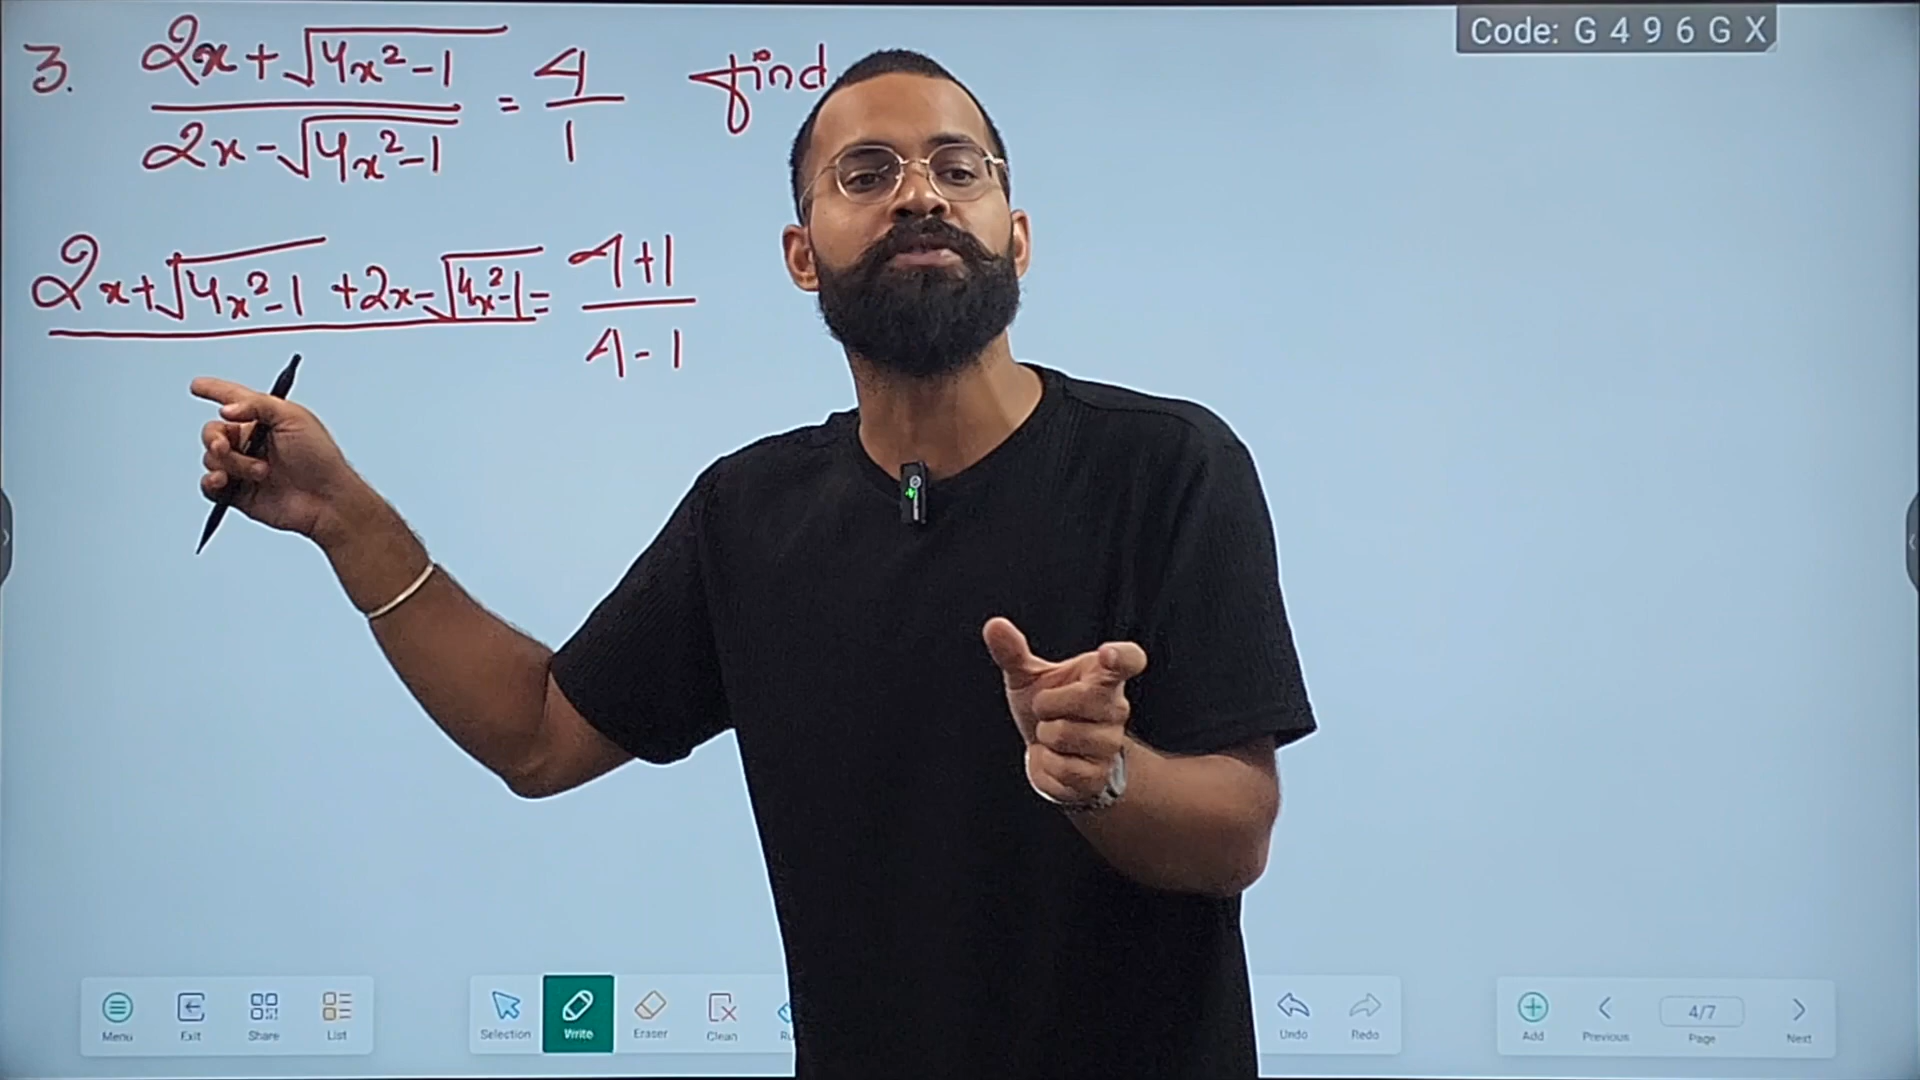 Code: G 4 9 6 G X
3. (2x+√(4x²-1))/(2x-√(4x²-1)) = 4/1 find
(2x+√(4x²-1) +2x-√(4x²-1) = (4+1)/(4-1)
Menu Exit Share List
Selection Write Eraser Clean
Undo Redo
Add Previous 4/7 Page Next